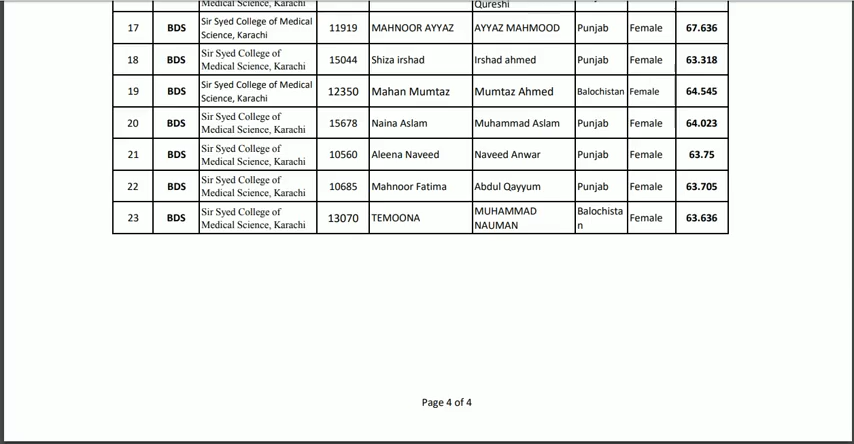 Medical Science, Karachi Qureshi
17 BDS Sir Syed College of Medical Science, Karachi 11919 MAHNOOR AYYAZ AYYAZ MAHMOOD Punjab Female 67.636
18 BDS Sir Syed College of Medical Science, Karachi 15044 Shiza irshad Irshad ahmed Punjab Female 63.318
19 BDS Sir Syed College of Medical Science, Karachi 12350 Mahan Mumtaz Mumtaz Ahmed Balochistan Female 64.545
20 BDS Sir Syed College of Medical Science, Karachi 15678 Naina Aslam Muhammad Aslam Punjab Female 64.023
21 BDS Sir Syed College of Medical Science, Karachi 10560 Aleena Naveed Naveed Anwar Punjab Female 63.75
22 BDS Sir Syed College of Medical Science, Karachi 10685 Mahnoor Fatima Abdul Qayyum Punjab Female 63.705
23 BDS Sir Syed College of Medical Science, Karachi 13070 TEMOONA MUHAMMAD NAUMAN Balochistan Female 63.636
Page 4 of 4